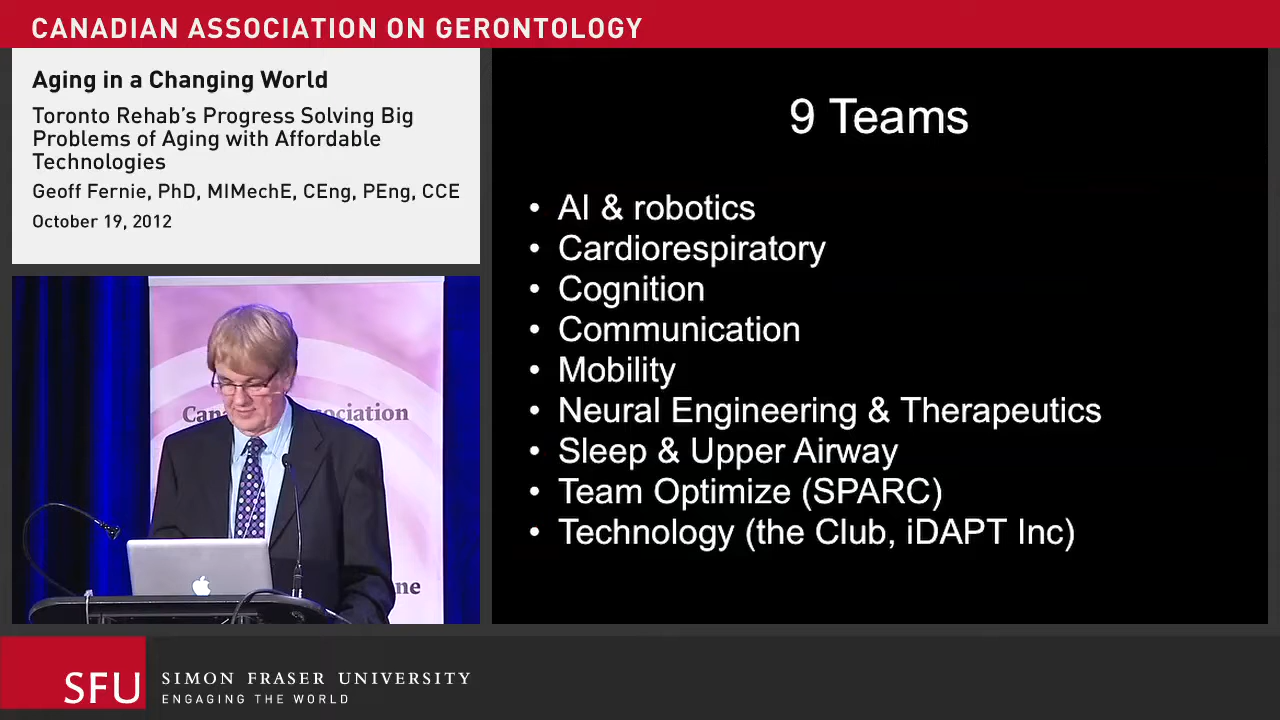 CANADIAN ASSOCIATION ON GERONTOLOGY
Aging in a Changing World
Toronto Rehab's Progress Solving Big
Problems of Aging with Affordable
Technologies
Geoff Fernie, PhD, MIMechE, CEng, PEng, CCE
October 19, 2012
9 Teams
• AI & robotics
• Cardiorespiratory
• Cognition
• Communication
• Mobility
• Neural Engineering & Therapeutics
• Sleep & Upper Airway
• Team Optimize (SPARC)
• Technology (the Club, iDAPT Inc)
SFU
SIMON FRASER UNIVERSITY
ENGAGING THE WORLD